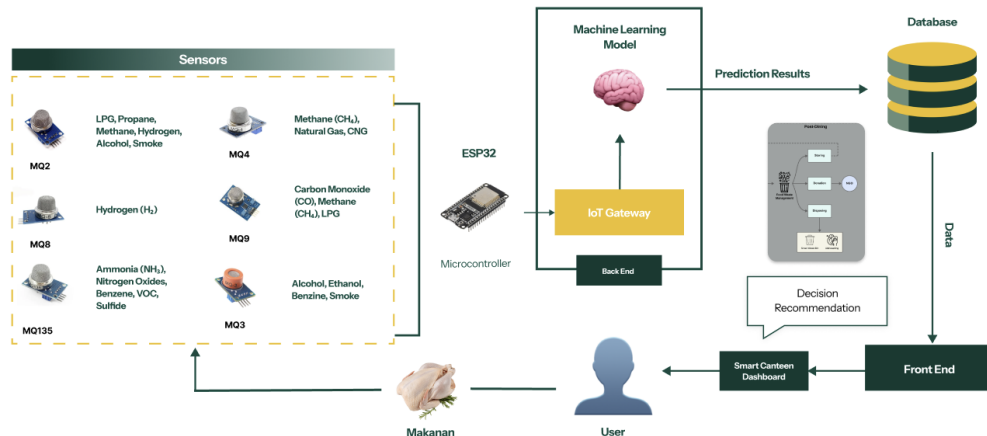 Sensors
LPG, Propane,
Methane, Hydrogen,
Alcohol, Smoke
MQ2
Methane (CH₄),
Natural Gas, CNG
MQ4
Hydrogen (H₂)
MQ8
Carbon Monoxide
(CO), Methane
(CH₄), LPG
MQ9
Ammonia (NH₃),
Nitrogen Oxides,
Benzene, VOC,
Sulfide
MQ135
Alcohol, Ethanol,
Benzine, Smoke
MQ3
ESP32
Microcontroller
Machine Learning
Model
IoT Gateway
Back End
Prediction Results
Database
Data
Decision
Recommendation
Front End
Smart Canteen
Dashboard
User
Makanan